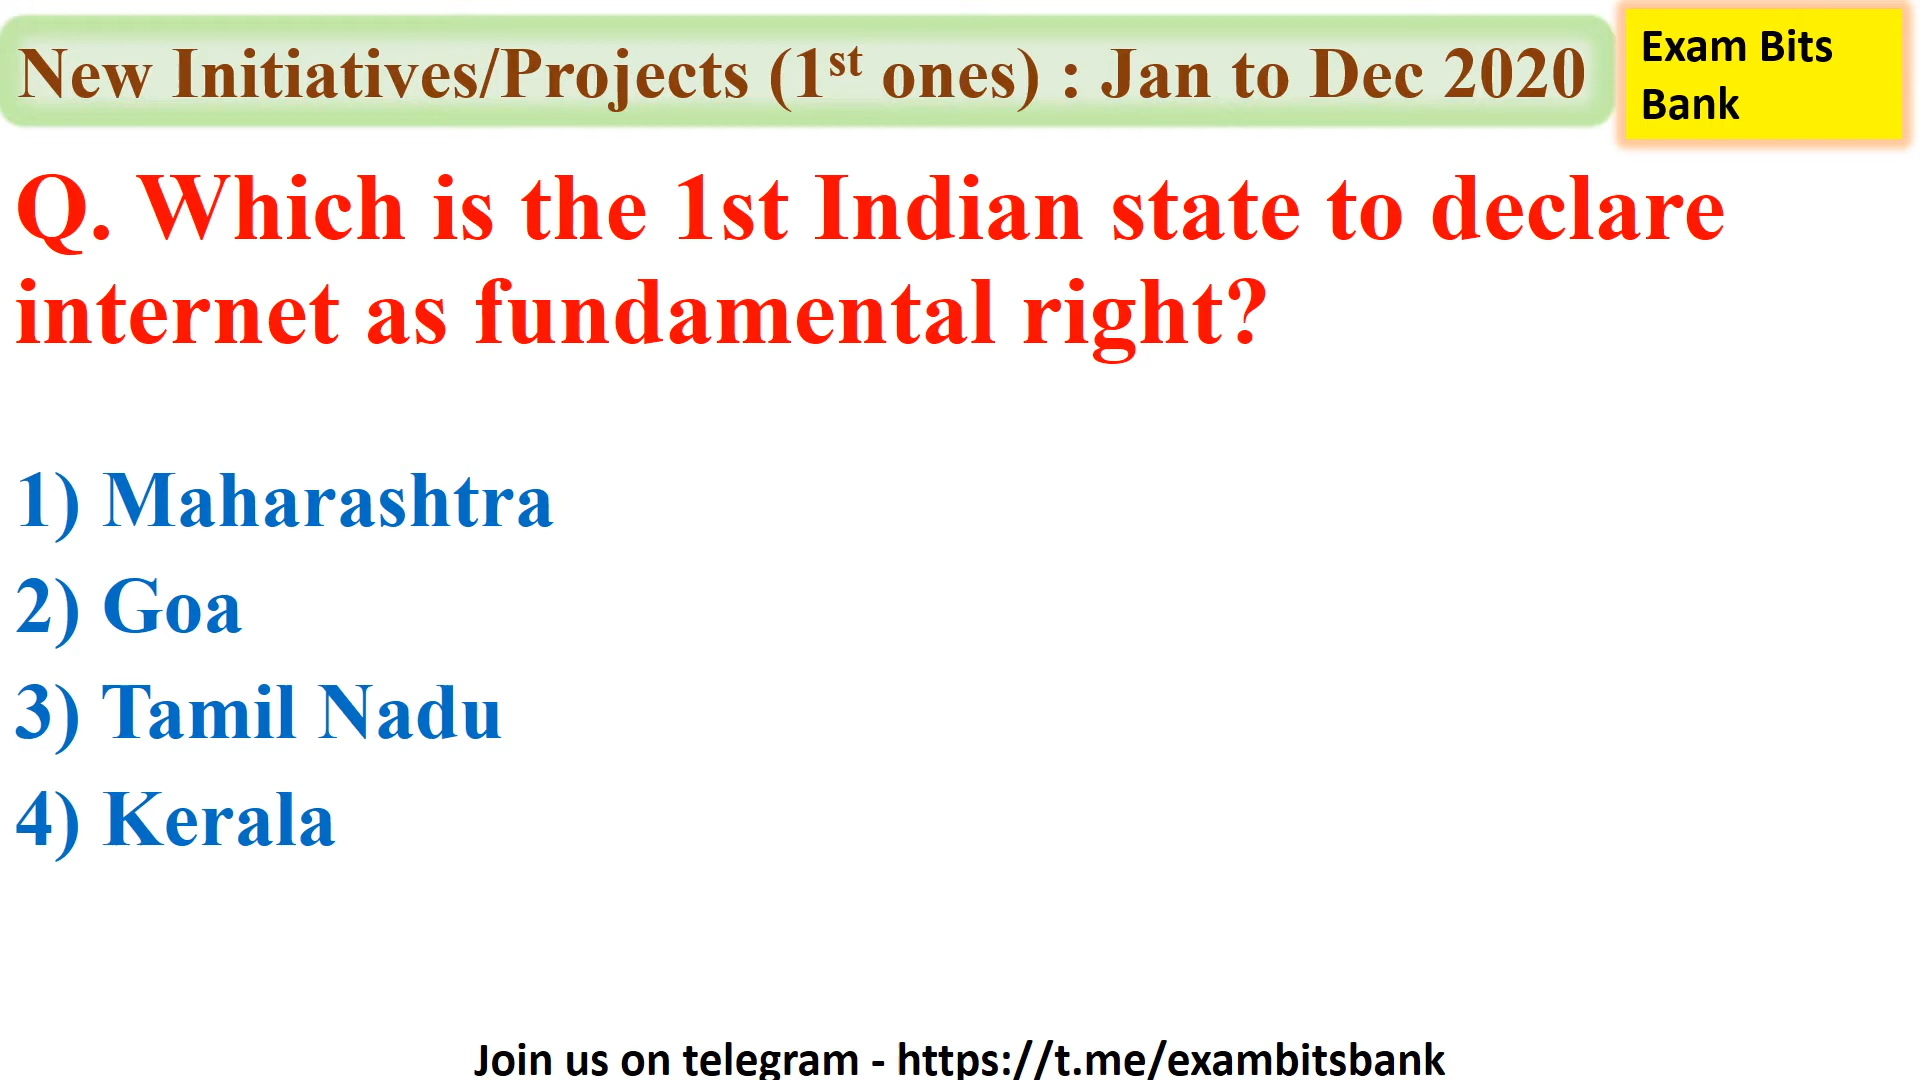 New Initiatives/Projects (1st ones) : Jan to Dec 2020
Exam Bits
Bank
Q. Which is the 1st Indian state to declare
internet as fundamental right?
1) Maharashtra
2) Goa
3) Tamil Nadu
4) Kerala
Join us on telegram - https://t.me/exambitsbank